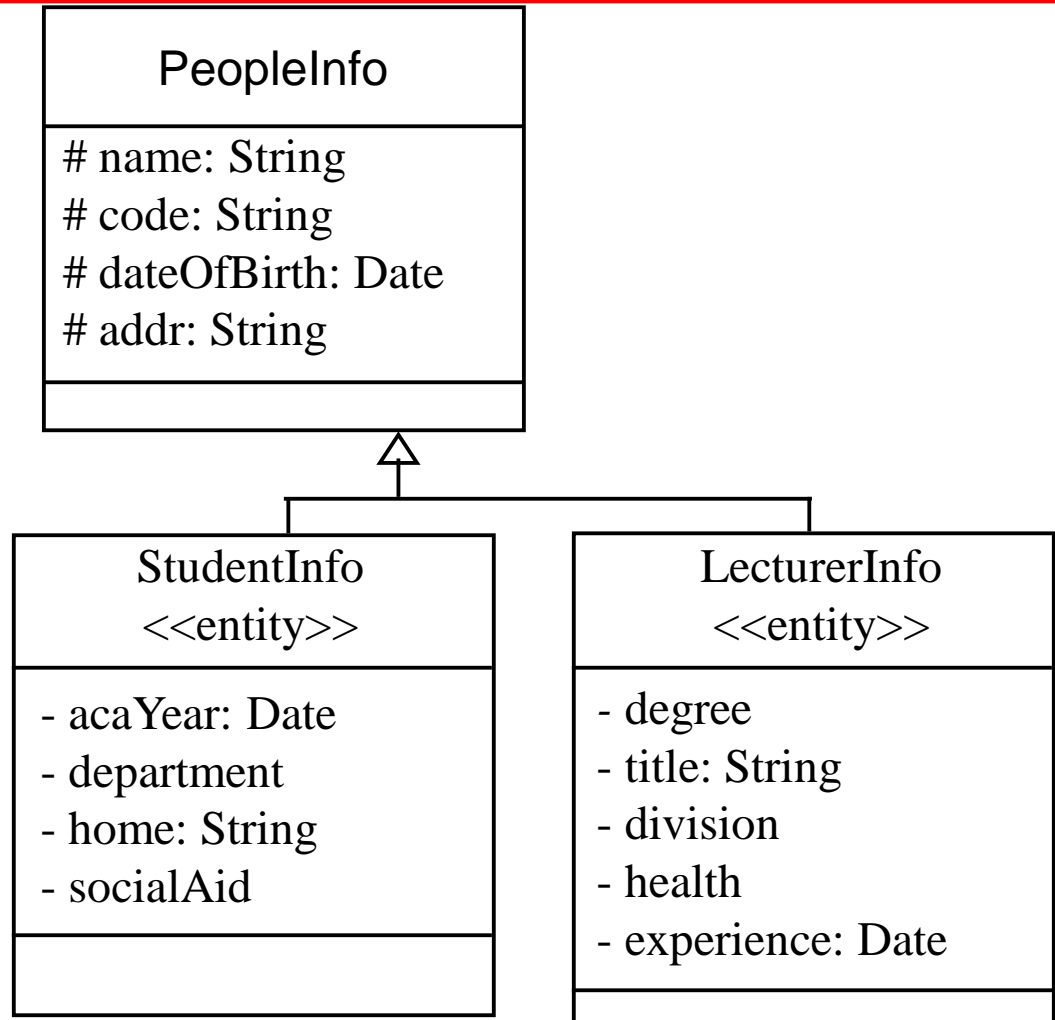 PeopleInfo
# name: String
# code: String
# dateOfBirth: Date
# addr: String
StudentInfo
<<entity>>
- acaYear: Date
- department
- home: String
- socialAid
LecturerInfo
<<entity>>
- degree
- title: String
- division
- health
- experience: Date